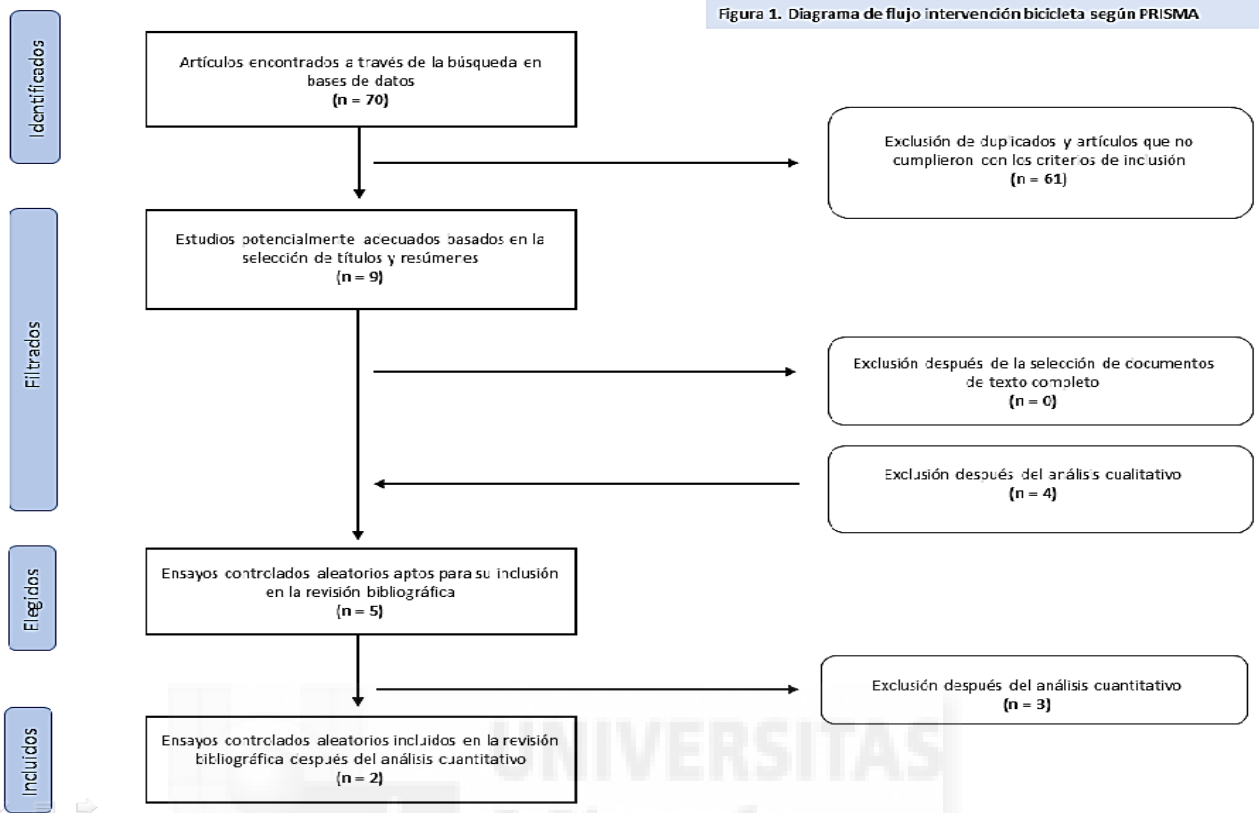 Figura 1. Diagrama de flujo intervención bicicleta según PRISMA
Identificados
Artículos encontrados a través de la búsqueda en
bases de datos
(n = 70)
Exclusión de duplicados y artículos que no
cumplieron con los criterios de inclusión
(n = 61)
Filtrados
Estudios potencialmente adecuados basados en la
selección de títulos y resúmenes
(n = 9)
Exclusión después de la selección de documentos
de texto completo
(n = 0)
Exclusión después del análisis cualitativo
(n = 4)
Elegidos
Ensayos controlados aleatorios aptos para su inclusión
en la revisión bibliográfica
(n = 5)
Exclusión después del análisis cuantitativo
(n = 3)
Incluidos
Ensayos controlados aleatorios incluidos en la revisión
bibliográfica después del análisis cuantitativo
(n = 2)
UNIVERSITAS